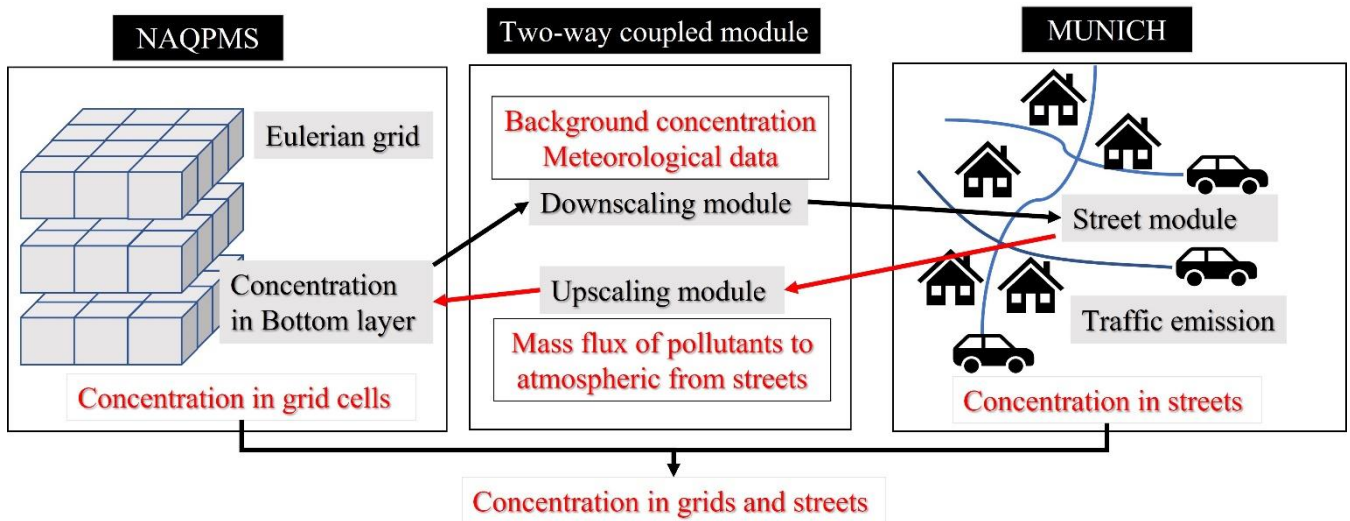 NAQPMS
Two-way coupled module
MUNICH
Eulerian grid
Concentration
in Bottom layer
Concentration in grid cells
Background concentration
Meteorological data
Downscaling module
Upscaling module
Mass flux of pollutants to
atmospheric from streets
Street module
Traffic emission
Concentration in streets
Concentration in grids and streets